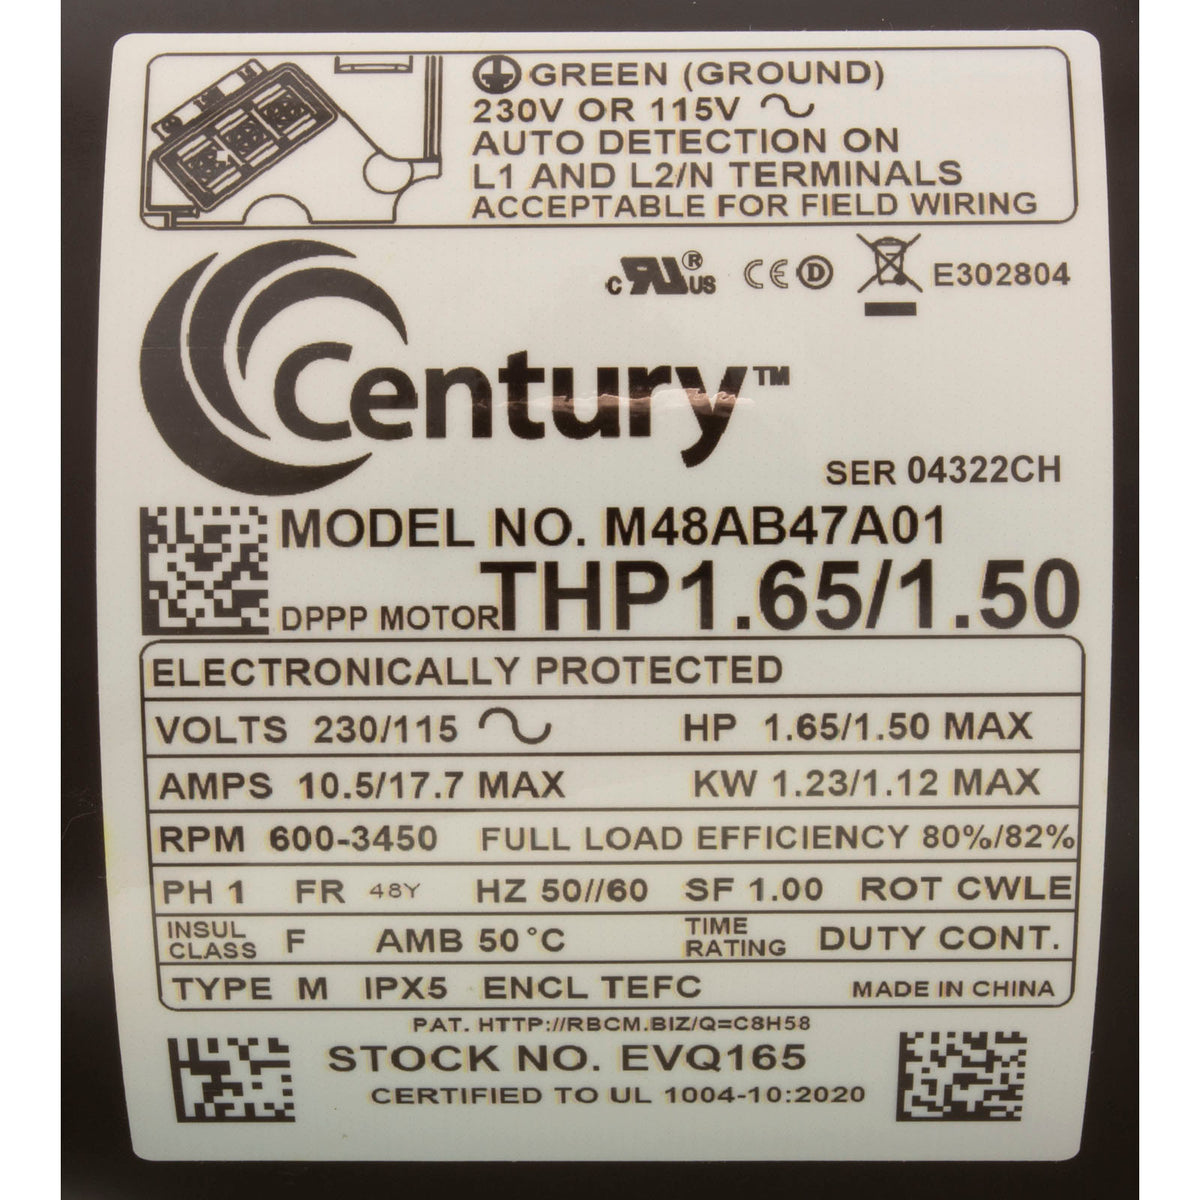 GREEN (GROUND)
230V OR 115V
AUTO DETECTION ON
L1 AND L2/N TERMINALS
ACCEPTABLE FOR FIELD WIRING
c RU® US CE D E302804
Century™
SER 04322CH
MODEL NO. M48AB47A01
DPPP MOTOR THP1.65/1.50
ELECTRONICALLY PROTECTED
VOLTS 230/115 HP 1.65/1.50 MAX
AMPS 10.5/17.7 MAX KW 1.23/1.12 MAX
RPM 600-3450 FULL LOAD EFFICIENCY 80%/82%
PH 1 FR 48Y HZ 50//60 SF 1.00 ROT CWLE
INSUL CLASS F AMB 50°C TIME RATING DUTY CONT.
TYPE M IPX5 ENCL TEFC MADE IN CHINA
PAT. HTTP://RBCM.BIZ/Q=C8H58
STOCK NO. EVQ165
CERTIFIED TO UL 1004-10:2020